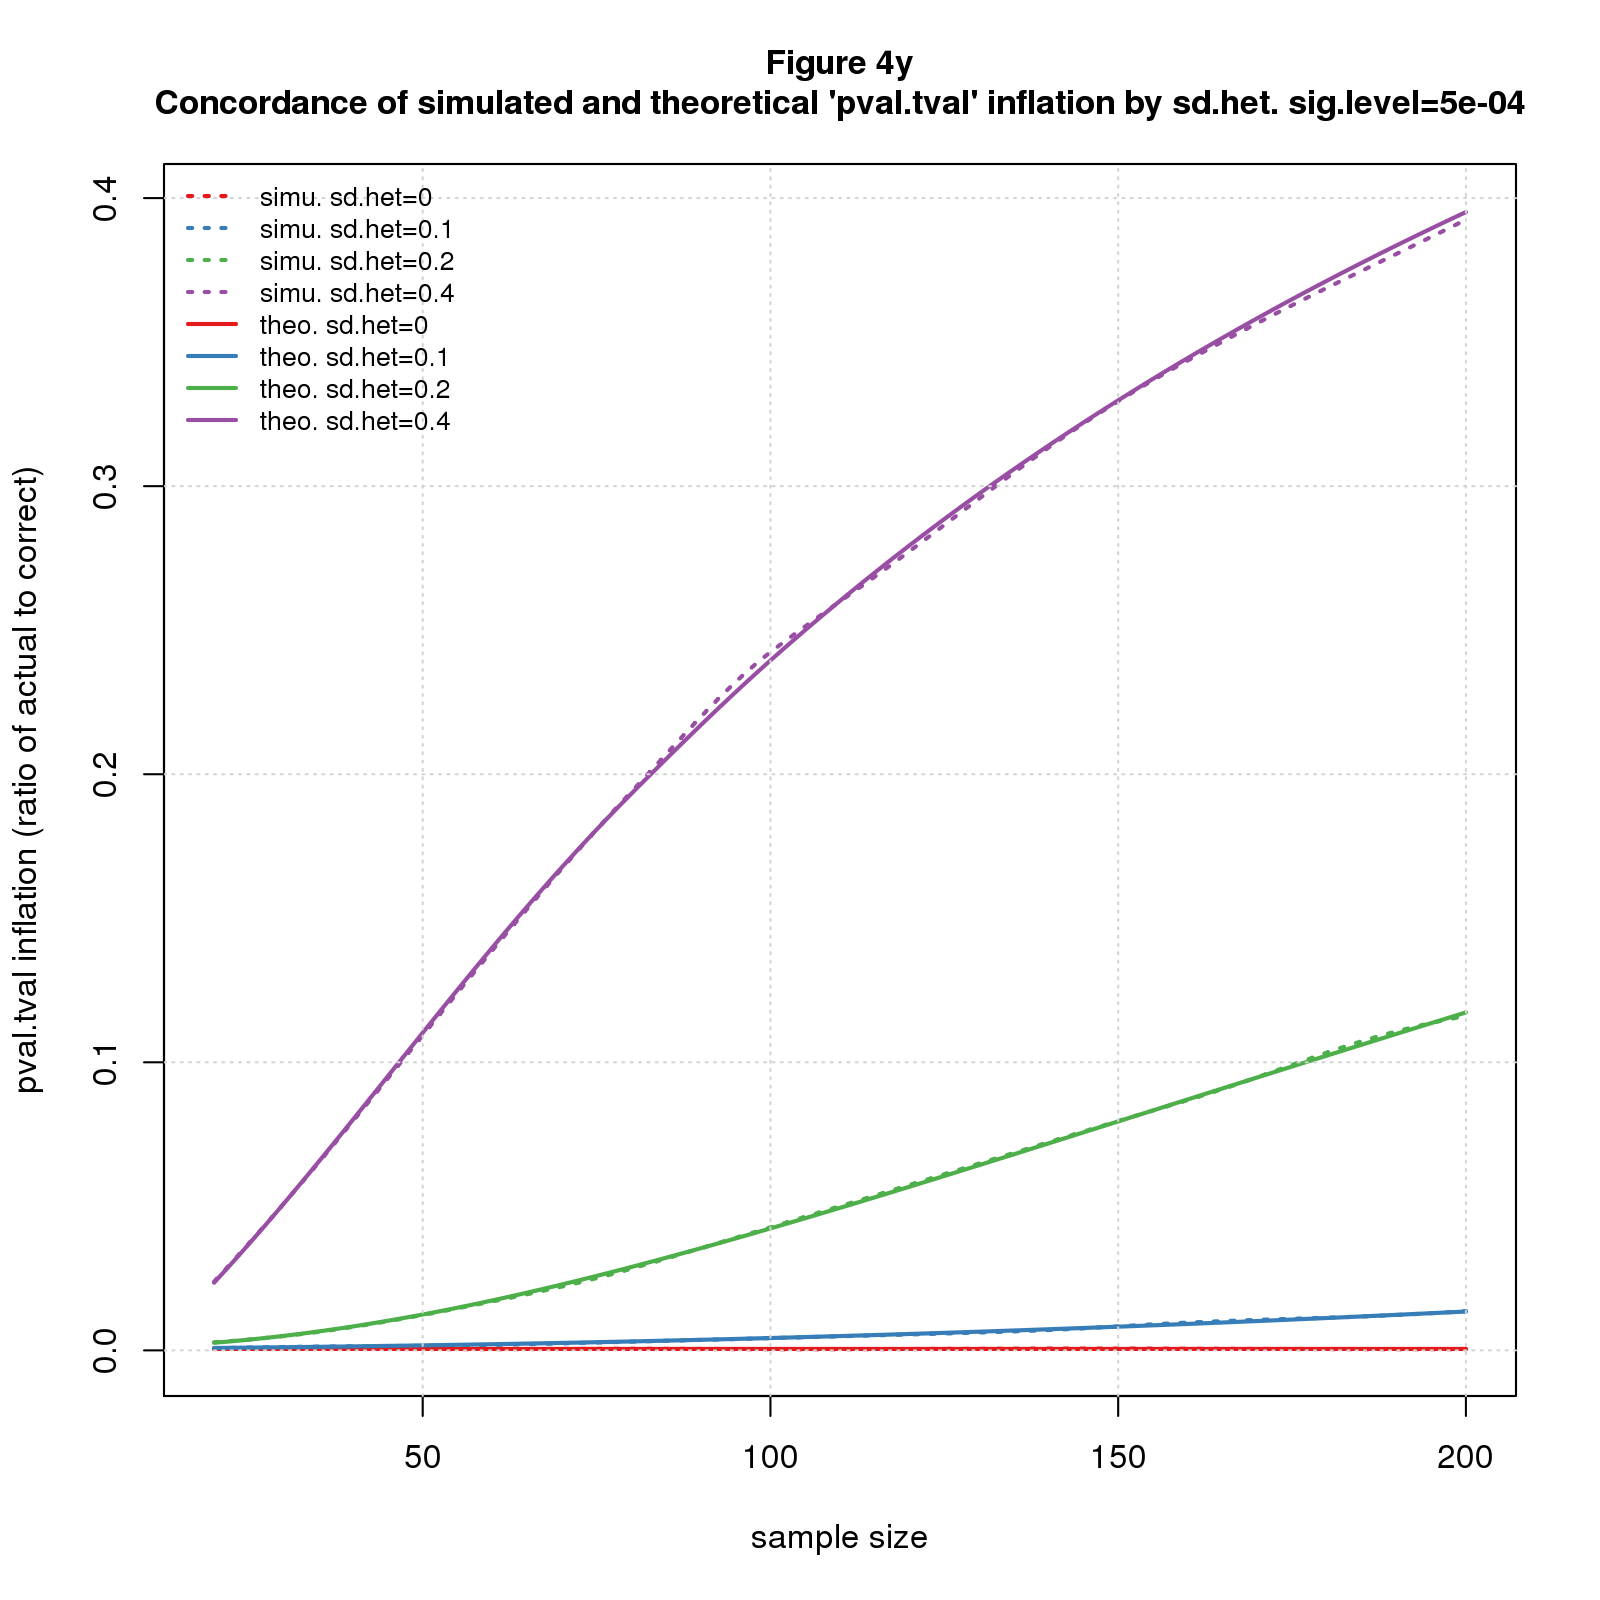 Figure 4y
Concordance of simulated and theoretical 'pval.tval' inflation by sd.het. sig.level=5e-04
simu. sd.het=0
simu. sd.het=0.1
simu. sd.het=0.2
simu. sd.het=0.4
theo. sd.het=0
theo. sd.het=0.1
theo. sd.het=0.2
theo. sd.het=0.4
pval.tval inflation (ratio of actual to correct)
0.4
0.3
0.2
0.1
0.0
50 100 150 200
sample size